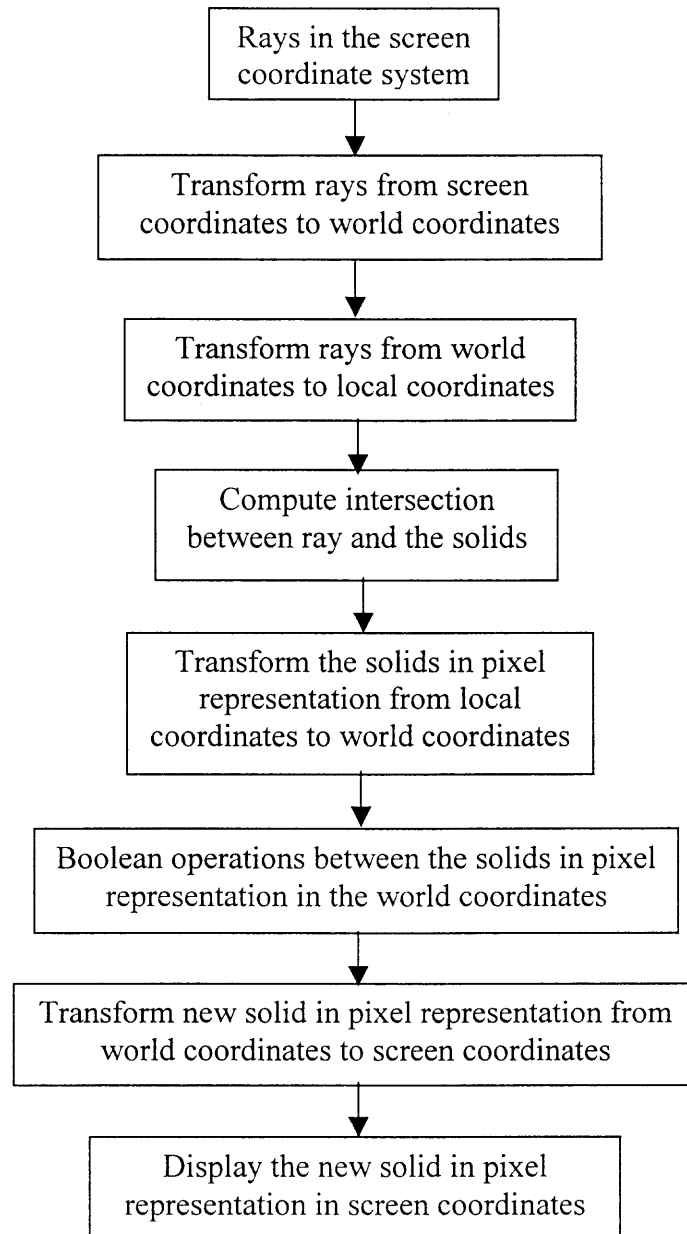 Rays in the screen
coordinate system
Transform rays from screen
coordinates to world coordinates
Transform rays from world
coordinates to local coordinates
Compute intersection
between ray and the solids
Transform the solids in pixel
representation from local
coordinates to world coordinates
Boolean operations between the solids in pixel
representation in the world coordinates
Transform new solid in pixel representation from
world coordinates to screen coordinates
Display the new solid in pixel
representation in screen coordinates